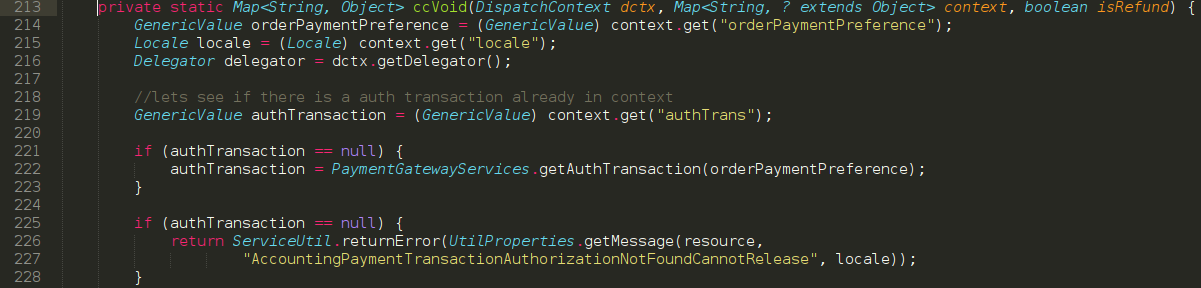 213 private static Map<String, Object> ccVoid(DispatchContext dctx, Map<String, ? extends Object> context, boolean isRefund) {
214 GenericValue orderPaymentPreference = (GenericValue) context.get("orderPaymentPreference");
215 Locale locale = (Locale) context.get("locale");
216 Delegator delegator = dctx.getDelegator();
217
218 //lets see if there is a auth transaction already in context
219 GenericValue authTransaction = (GenericValue) context.get("authTrans");
220
221 if (authTransaction == null) {
222 authTransaction = PaymentGatewayServices.getAuthTransaction(orderPaymentPreference);
223 }
224
225 if (authTransaction == null) {
226 return ServiceUtil.returnError(UtilProperties.getMessage(resource,
227 "AccountingPaymentTransactionAuthorizationNotFoundCannotRelease", locale));
228 }